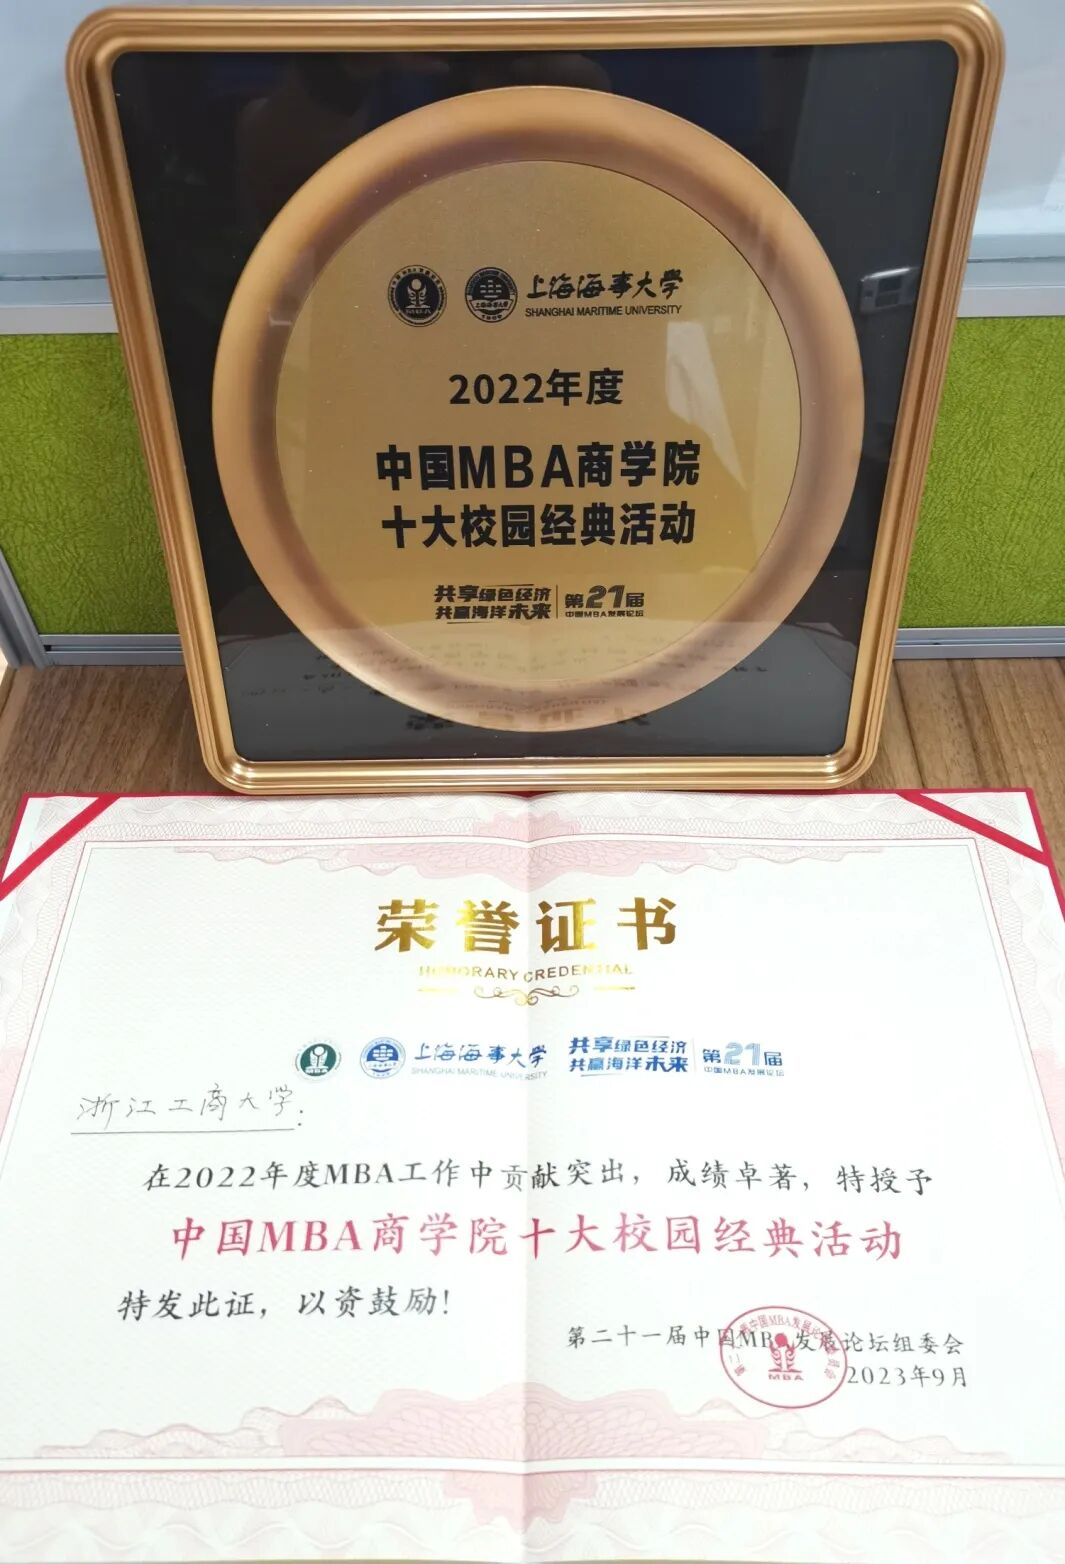 上海海事大学
SHANGHAI MARITIME UNIVERSITY
2022年度
中国MBA商学院
十大校园经典活动
共享绿色经济
共赢海洋未来
第21届
中国MBA发展论坛
荣誉证书
HONORARY CREDENTIAL
MBA
上海海事大学
SHANGHAI MARITIME UNIVERSITY
共享绿色经济
共赢海洋未来
第21届
中国MBA发展论坛
浙江工商大学:
在2022年度MBA工作中贡献突出，成绩卓著，特授予
中国MBA商学院十大校园经典活动
特发此证，以资鼓励！
第二十一届中国MBA发展论坛组委会
MBA
2023年9月